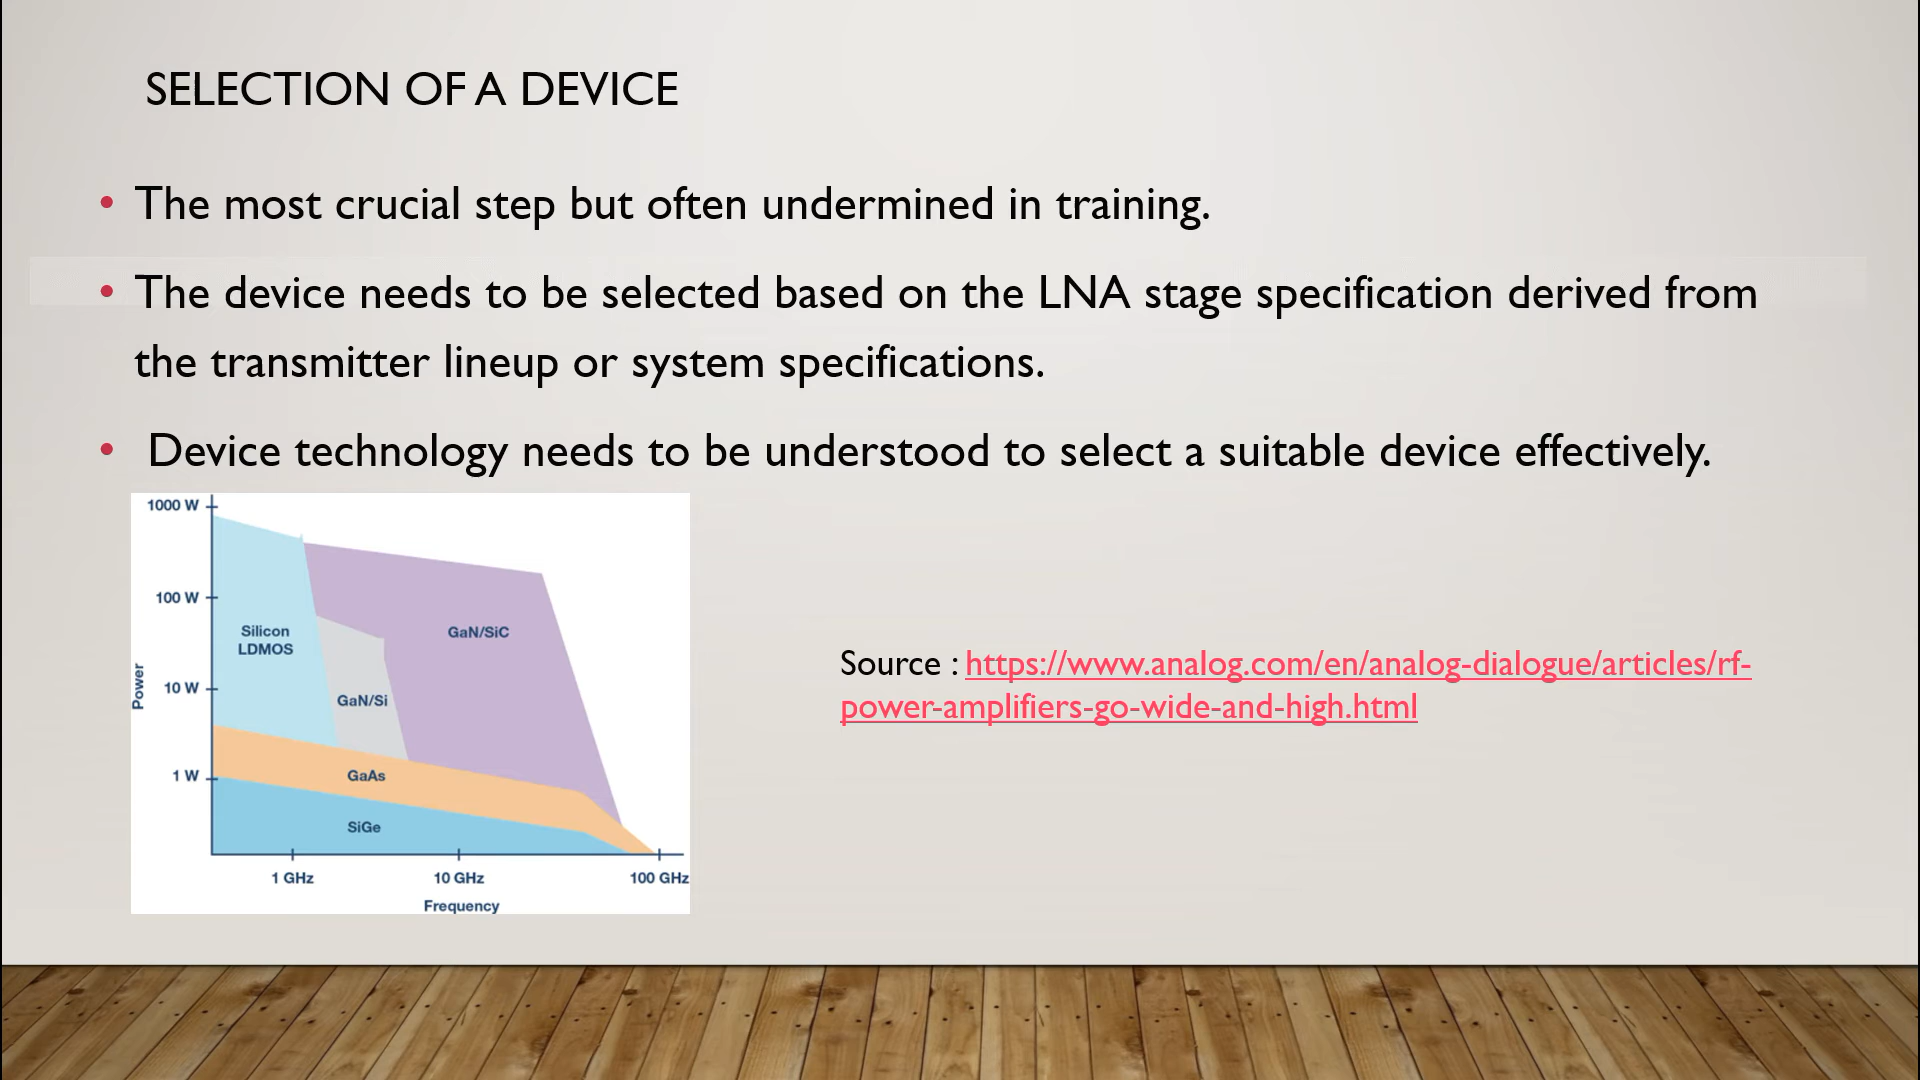 SELECTION OF A DEVICE
• The most crucial step but often undermined in training.
• The device needs to be selected based on the LNA stage specification derived from
the transmitter lineup or system specifications.
• Device technology needs to be understood to select a suitable device effectively.
1000 W
100 W
Silicon
LDMOS
GaN/SiC
Power
10 W
GaN/Si
1 W
GaAs
SiGe
1 GHz 10 GHz 100 GHz
Frequency
Source : https://www.analog.com/en/analog-dialogue/articles/rf-
power-amplifiers-go-wide-and-high.html